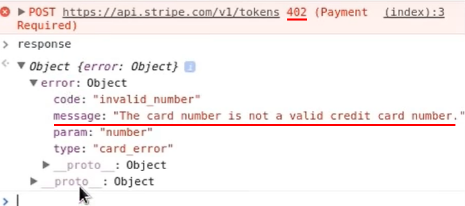 POST https://api.stripe.com/v1/tokens 402 (Payment (index):3
Required)
> response
Object {error: Object}
error: Object
code: "invalid_number"
message: "The card number is not a valid credit card number."
param: "number"
type: "card_error"
__proto__: Object
__proto__: Object
>